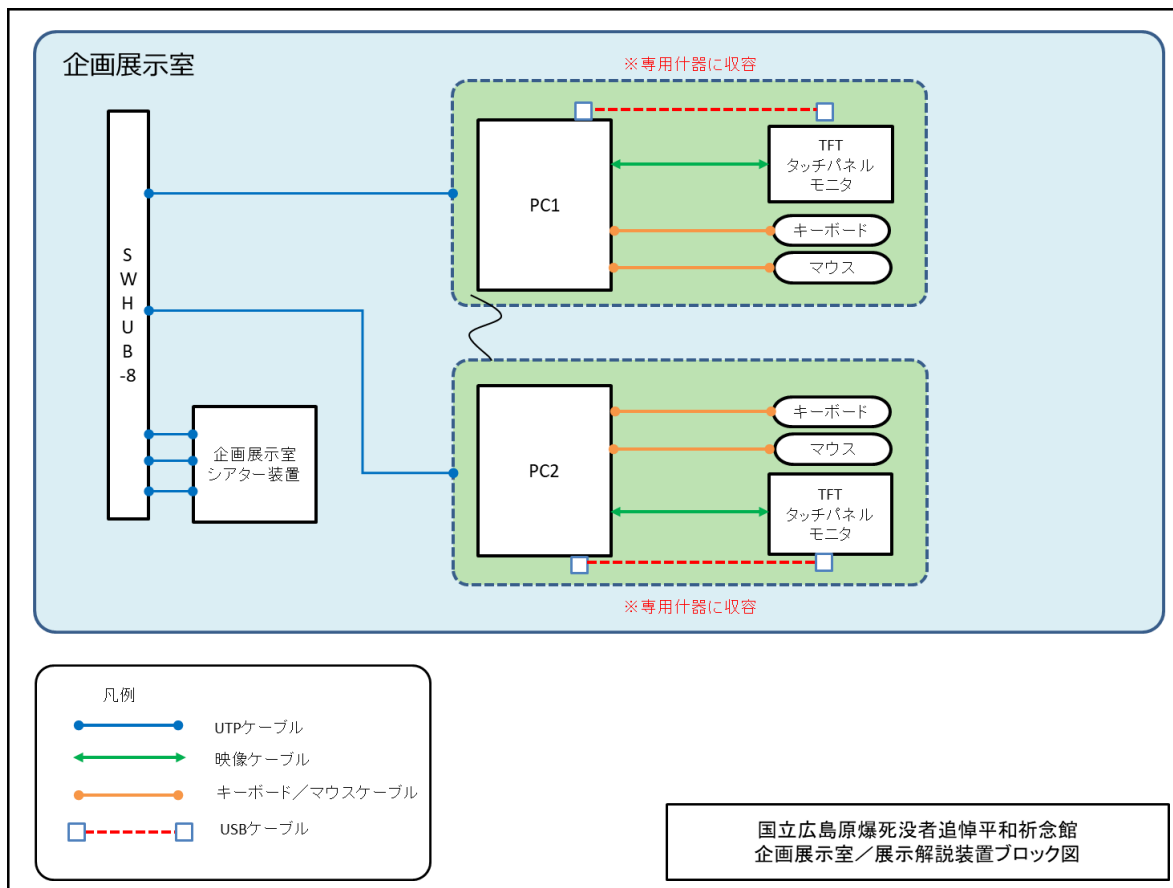 企画展示室
※専用什器に収容
S
W
H
U
B
-8
PC1
TFT
タッチパネル
モニタ
キーボード
マウス
企画展示室
シアター装置
PC2
キーボード
マウス
TFT
タッチパネル
モニタ
※専用什器に収容
凡例
UTPケーブル
映像ケーブル
キーボード／マウスケーブル
USBケーブル
国立広島原爆死没者追悼平和祈念館
企画展示室／展示解説装置ブロック図